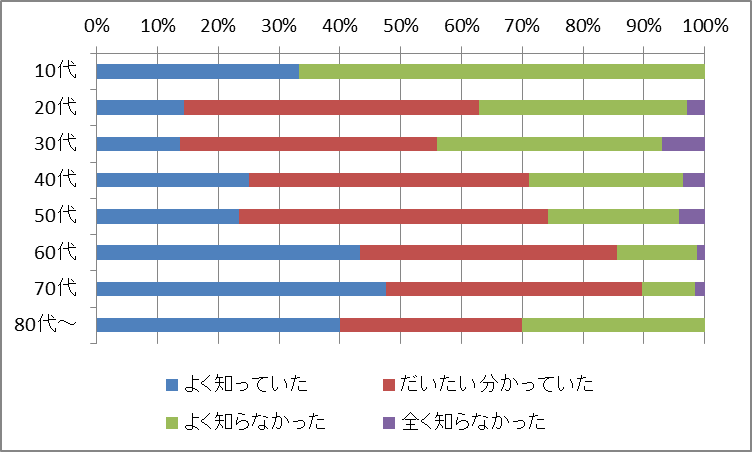 0% 10% 20% 30% 40% 50% 60% 70% 80% 90% 100%
10代
20代
30代
40代
50代
60代
70代
80代～
よく知っていた だいたい分かっていた
よく知らなかった 全く知らなかった